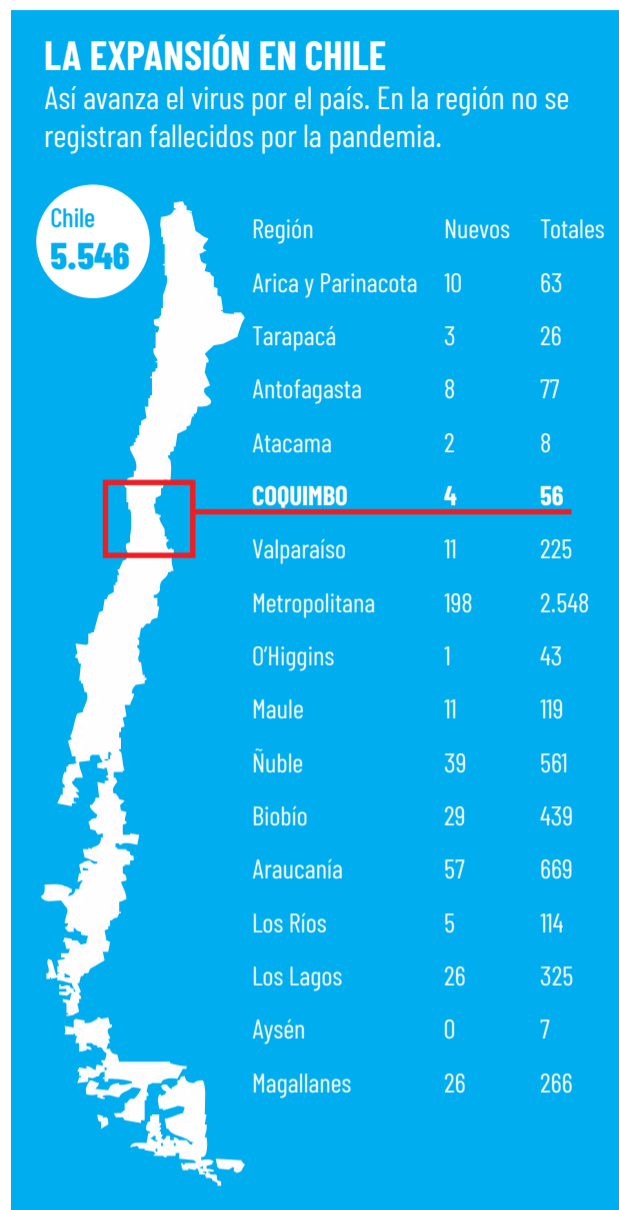 LA EXPANSIÓN EN CHILE
Así avanza el virus por el país. En la región no se
registran fallecidos por la pandemia.
Chile
5.546
Región Nuevos Totales
Arica y Parinacota 10 63
Tarapacá 3 26
Antofagasta 8 77
Atacama 2 8
COQUIMBO 4 56
Valparaíso 11 225
Metropolitana 198 2.548
O'Higgins 1 43
Maule 11 119
Ñuble 39 561
Biobío 29 439
Araucanía 57 669
Los Ríos 5 114
Los Lagos 26 325
Aysén 0 7
Magallanes 26 266